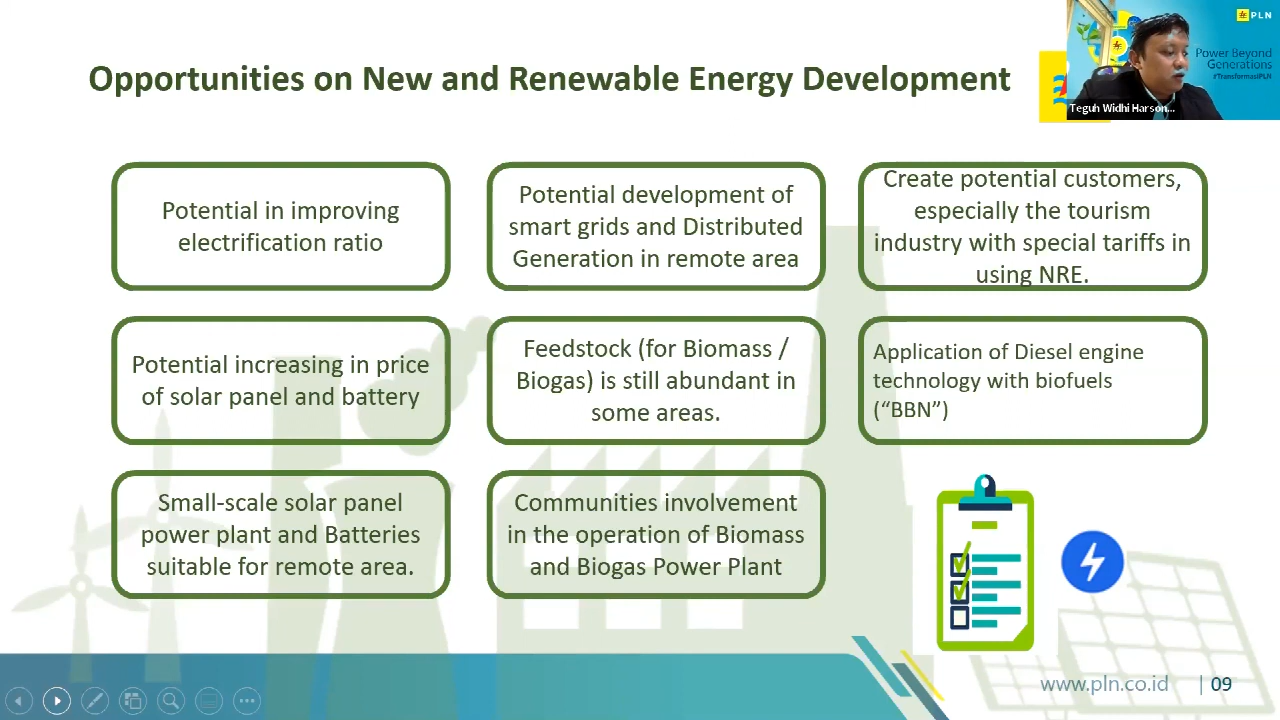 Opportunities on New and Renewable Energy Development
PLN
Power Beyond
Generations
#TransformasiPLN
Teguh Widhi Harson...
Potential in improving
electrification ratio
Potential development of
smart grids and Distributed
Generation in remote area
Create potential customers,
especially the tourism
industry with special tariffs in
using NRE.
Potential increasing in price
of solar panel and battery
Feedstock (for Biomass /
Biogas) is still abundant in
some areas.
Application of Diesel engine
technology with biofuels
(“BBN”)
Small-scale solar panel
power plant and Batteries
suitable for remote area.
Communities involvement
in the operation of Biomass
and Biogas Power Plant
www.pln.co.id | 09